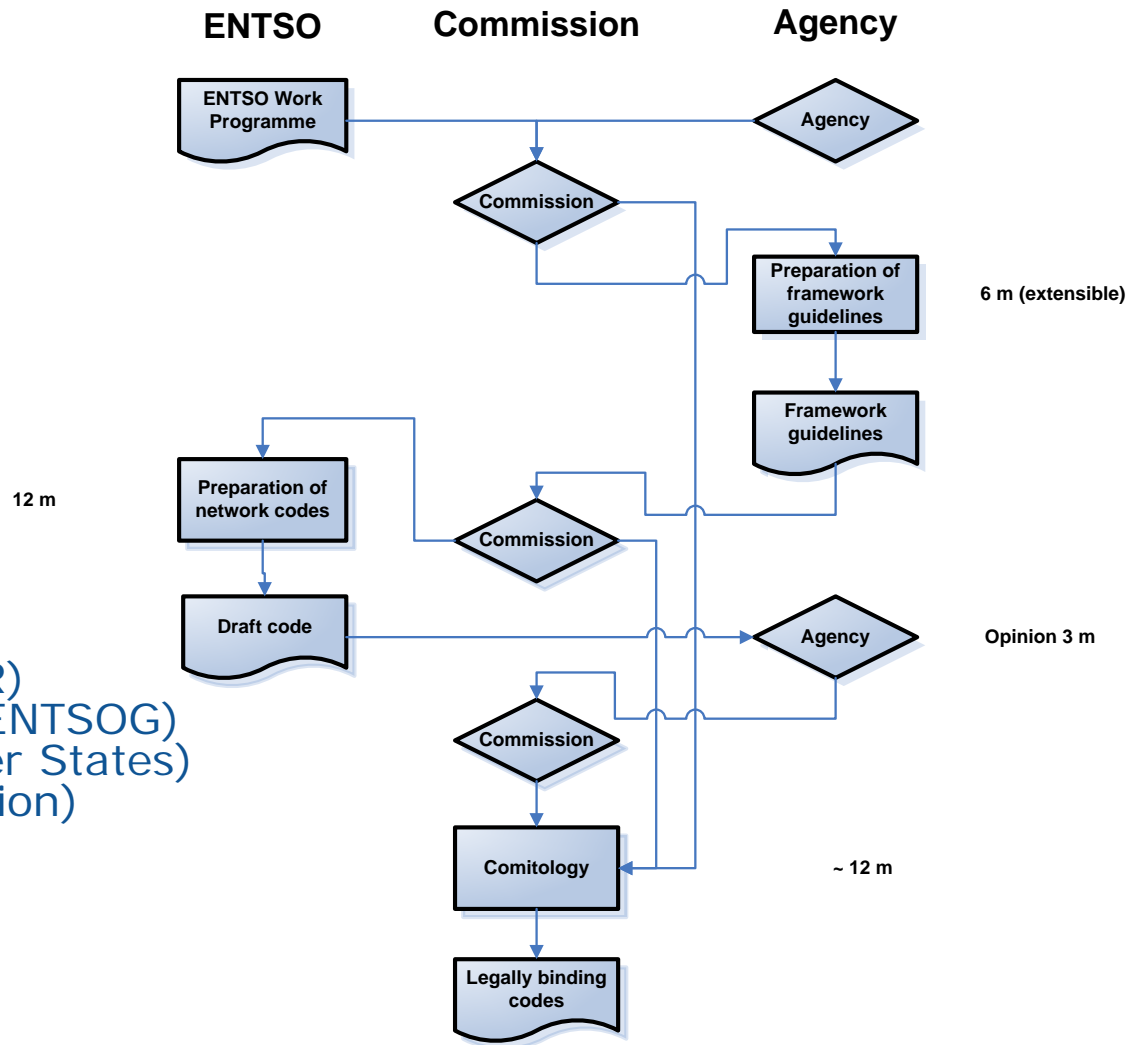 ENTSO Commission Agency
ENTSO Work
Programme
Agency
Commission
Preparation of
framework
guidelines
6 m (extensible)
Framework
guidelines
12 m
Preparation of
network codes
Commission
Draft code
Agency
Opinion 3 m
R)
ENTSOG)
er States)
ion)
Commission
Comitology
~ 12 m
Legally binding
codes